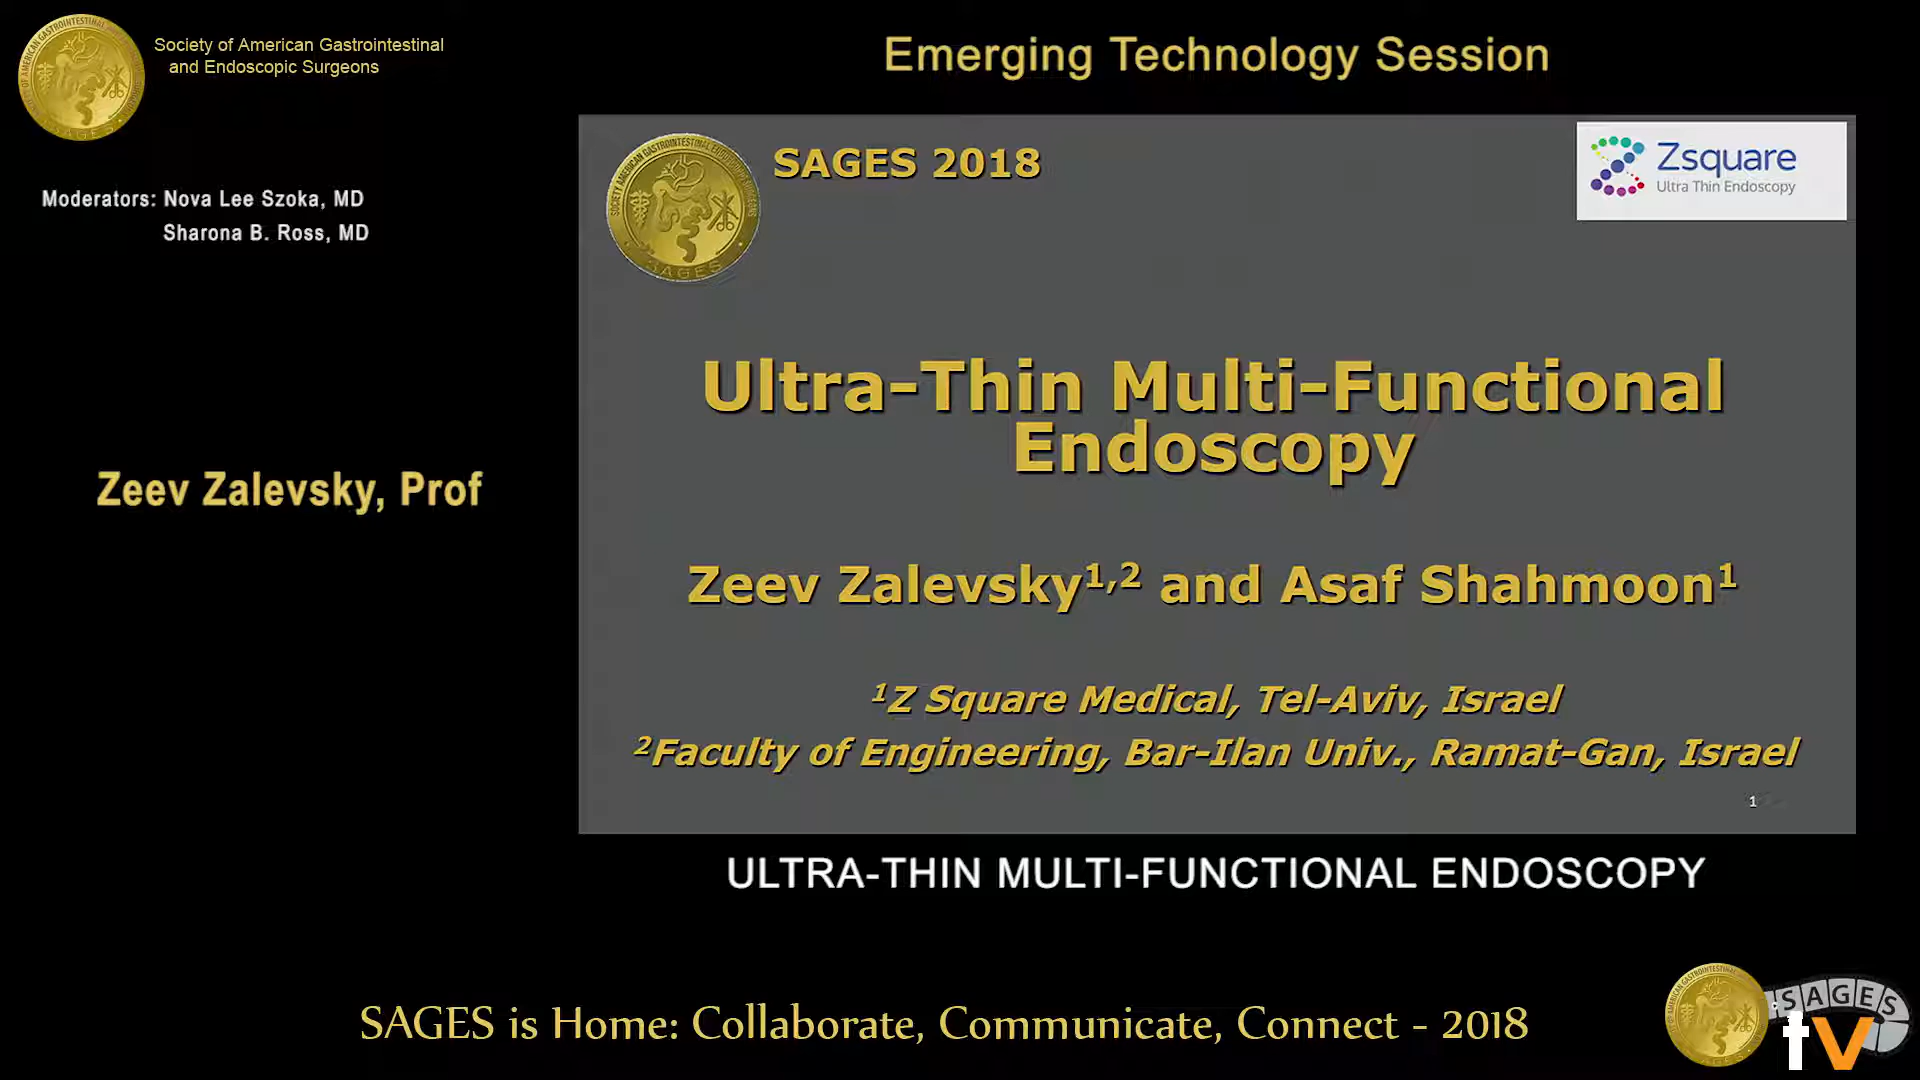 Society of American Gastrointestinal
and Endoscopic Surgeons
Emerging Technology Session
Moderators: Nova Lee Szoka, MD
Sharona B. Ross, MD
Zeev Zalevsky, Prof
SAGES 2018
SAGES
Zsquare
Ultra Thin Endoscopy
Ultra-Thin Multi-Functional
Endoscopy
Zeev Zalevsky1,2 and Asaf Shahmoon1
1Z Square Medical, Tel-Aviv, Israel
2Faculty of Engineering, Bar-Ilan Univ., Ramat-Gan, Israel
1
ULTRA-THIN MULTI-FUNCTIONAL ENDOSCOPY
SAGES is Home: Collaborate, Communicate, Connect - 2018
SAGES
tv